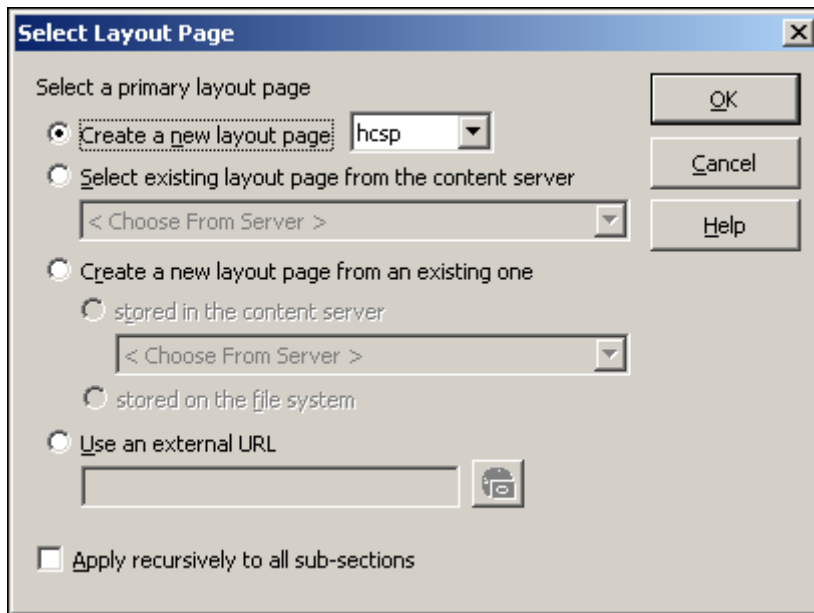 Select Layout Page
Select a primary layout page
Create a new layout page hcsp
Select existing layout page from the content server
< Choose From Server >
Create a new layout page from an existing one
stored in the content server
< Choose From Server >
stored on the file system
Use an external URL
Apply recursively to all sub-sections
OK
Cancel
Help